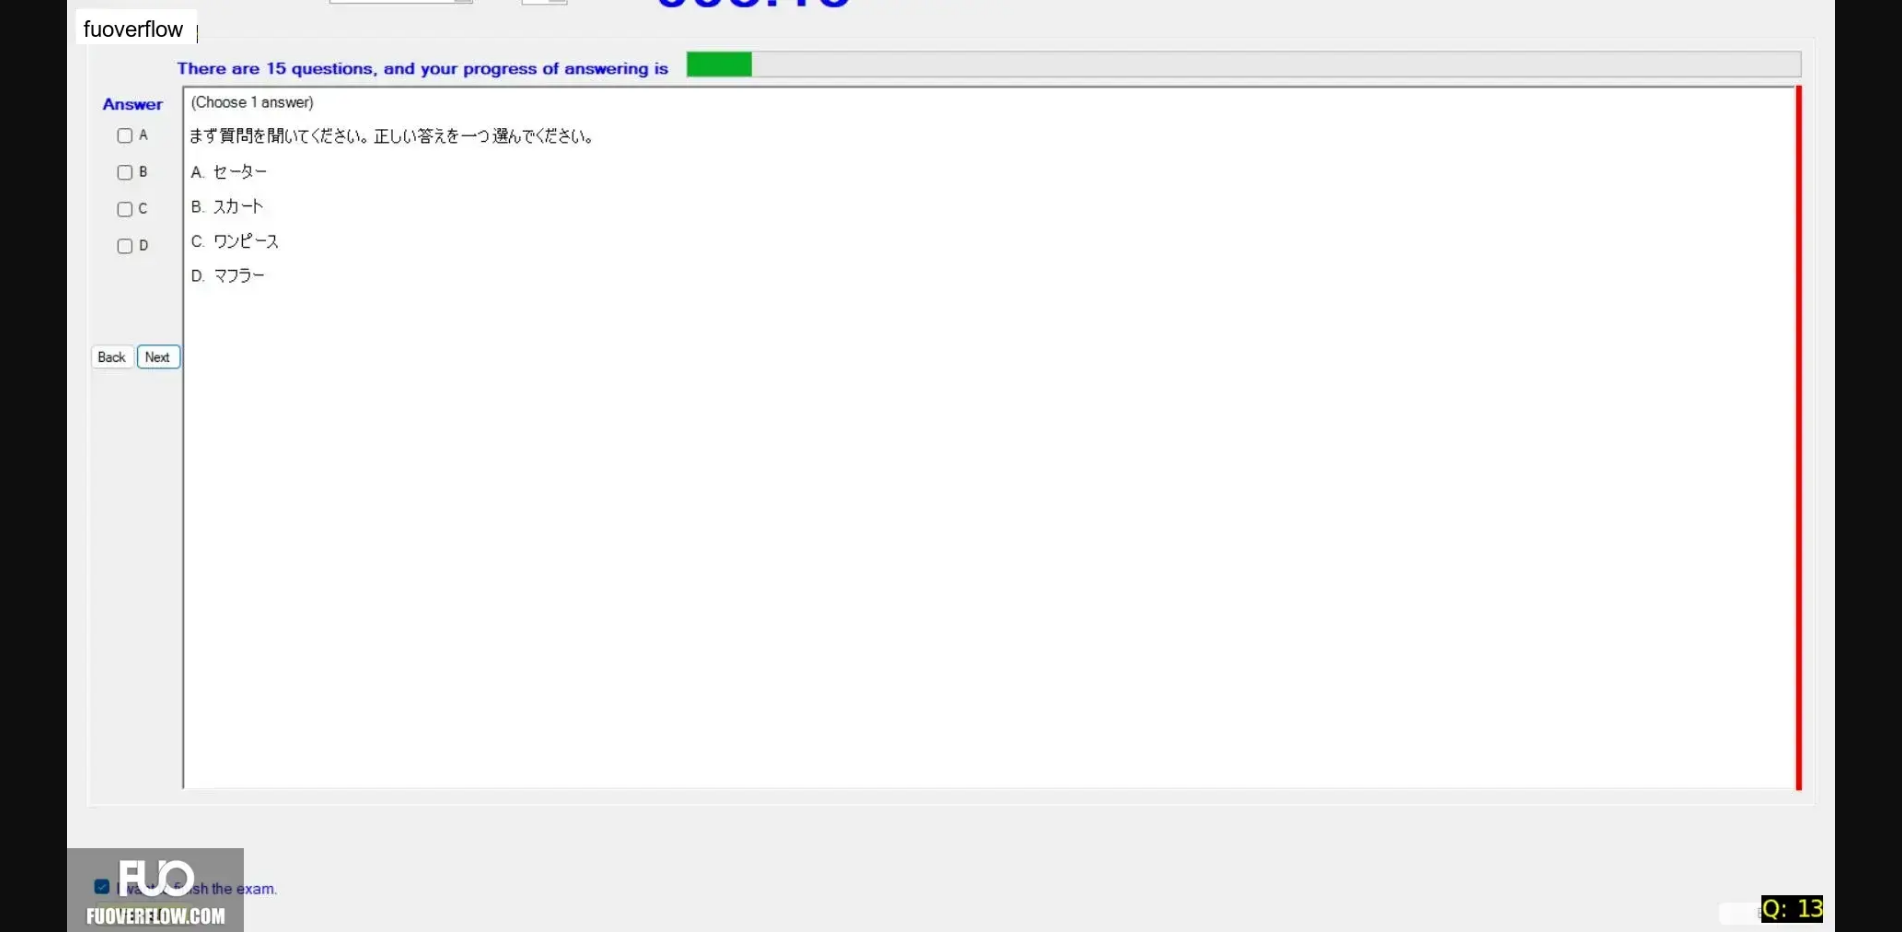 fuoverflow
There are 15 questions, and your progress of answering is
Answer
(Choose 1 answer)
A
まず質問を聞いてください。正しい答えを一つ選んでください。
B
A. セーター
C
B. スカート
D
C. ワンピース
D. マフラー
Back
Next
FUO
finish the exam.
FUOVERFLOW.COM
Q: 13